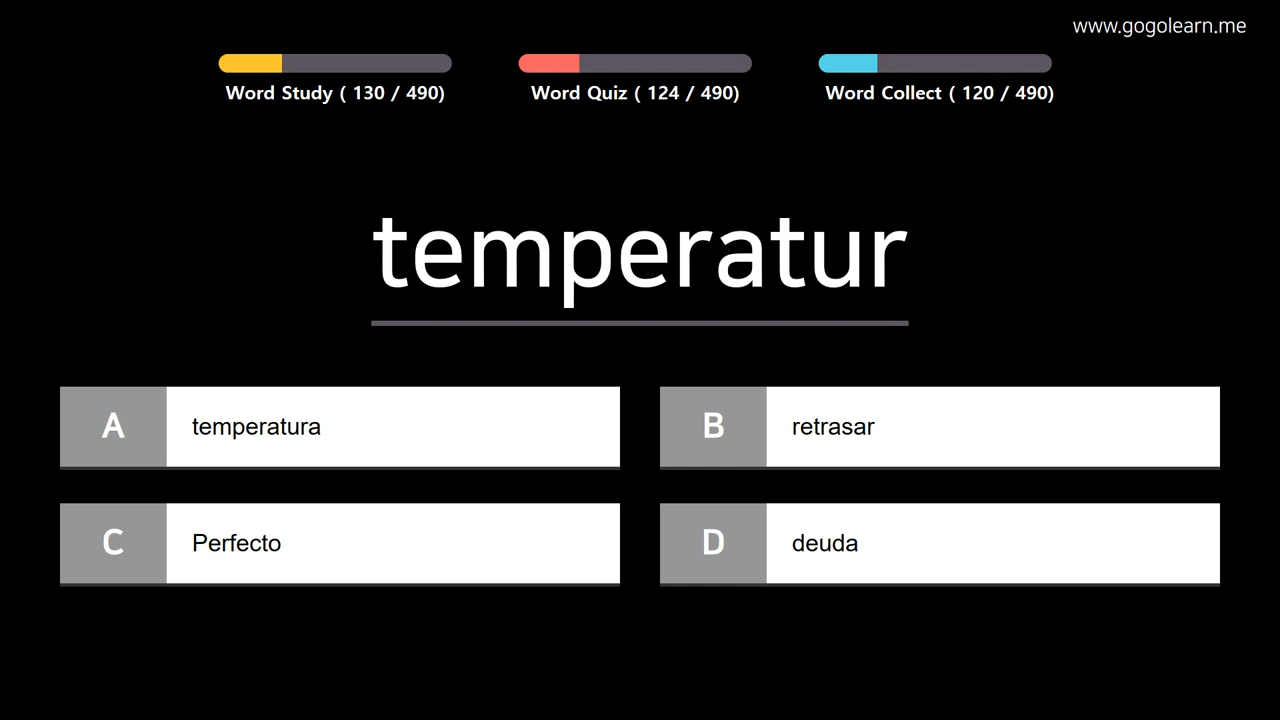 www.gogolearn.me
Word Study ( 130 / 490)
Word Quiz ( 124 / 490)
Word Collect ( 120 / 490)
temperatur
A temperatura
B retrasar
C Perfecto
D deuda